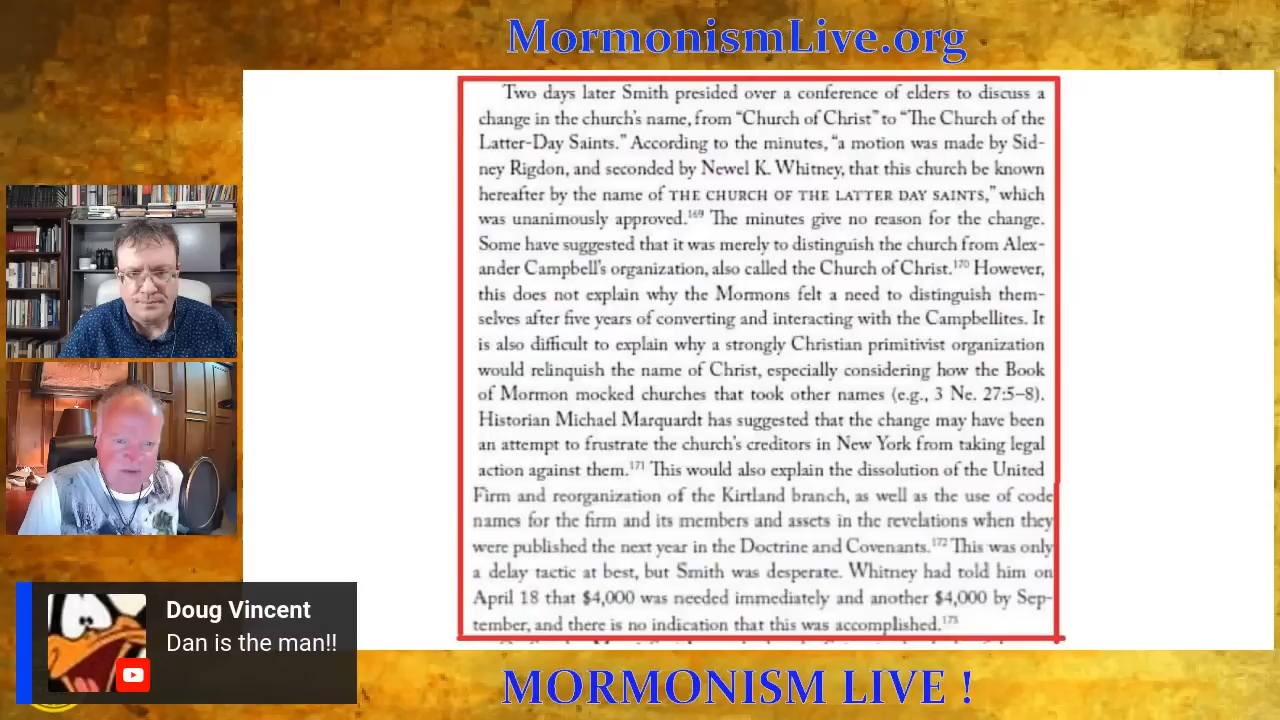 MormonismLive.org
Two days later Smith presided over a conference of elders to discuss a
change in the church's name, from “Church of Christ” to “The Church of the
Latter-Day Saints.” According to the minutes, “a motion was made by Sid-
ney Rigdon, and seconded by Newel K. Whitney, that this church be known
hereafter by the name of THE CHURCH OF THE LATTER DAY SAINTS,” which
was unanimously approved.169 The minutes give no reason for the change.
Some have suggested that it was merely to distinguish the church from Alex-
ander Campbell's organization, also called the Church of Christ.170 However,
this does not explain why the Mormons felt a need to distinguish them-
selves after five years of converting and interacting with the Campbellites. It
is also difficult to explain why a strongly Christian primitivist organization
would relinquish the name of Christ, especially considering how the Book
of Mormon mocked churches that took other names (e.g., 3 Ne. 27:5–8).
Historian Michael Marquardt has suggested that the change may have been
an attempt to frustrate the church's creditors in New York from taking legal
action against them.171 This would also explain the dissolution of the United
Firm and reorganization of the Kirtland branch, as well as the use of code
names for the firm and its members and assets in the revelations when they
were published the next year in the Doctrine and Covenants.172 This was only
a delay tactic at best, but Smith was desperate. Whitney had told him on
April 18 that $4,000 was needed immediately and another $4,000 by Sep-
tember, and there is no indication that this was accomplished.173
Doug Vincent
Dan is the man!!
MORMONISM LIVE !